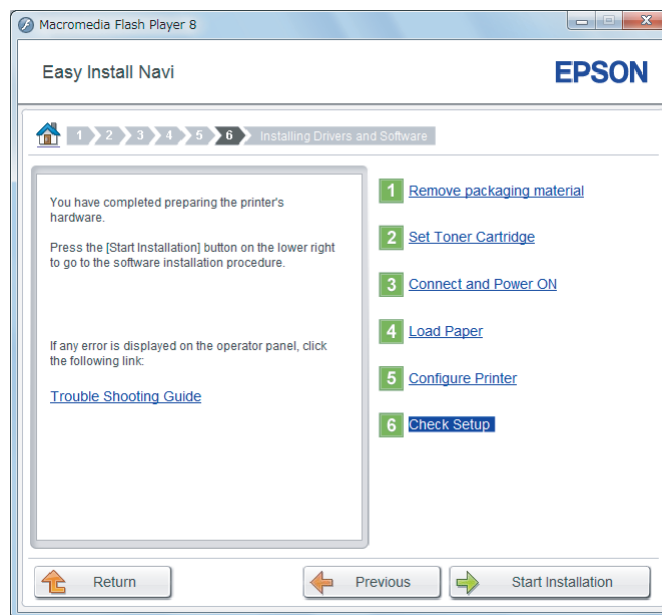 Macromedia Flash Player 8
Easy Install Navi
EPSON
1 2 3 4 5 6 Installing Drivers and Software
You have completed preparing the printer's
hardware.
Press the [Start Installation] button on the lower right
to go to the software installation procedure.
If any error is displayed on the operator panel, click
the following link:
Trouble Shooting Guide
1 Remove packaging material
2 Set Toner Cartridge
3 Connect and Power ON
4 Load Paper
5 Configure Printer
6 Check Setup
Return
Previous
Start Installation